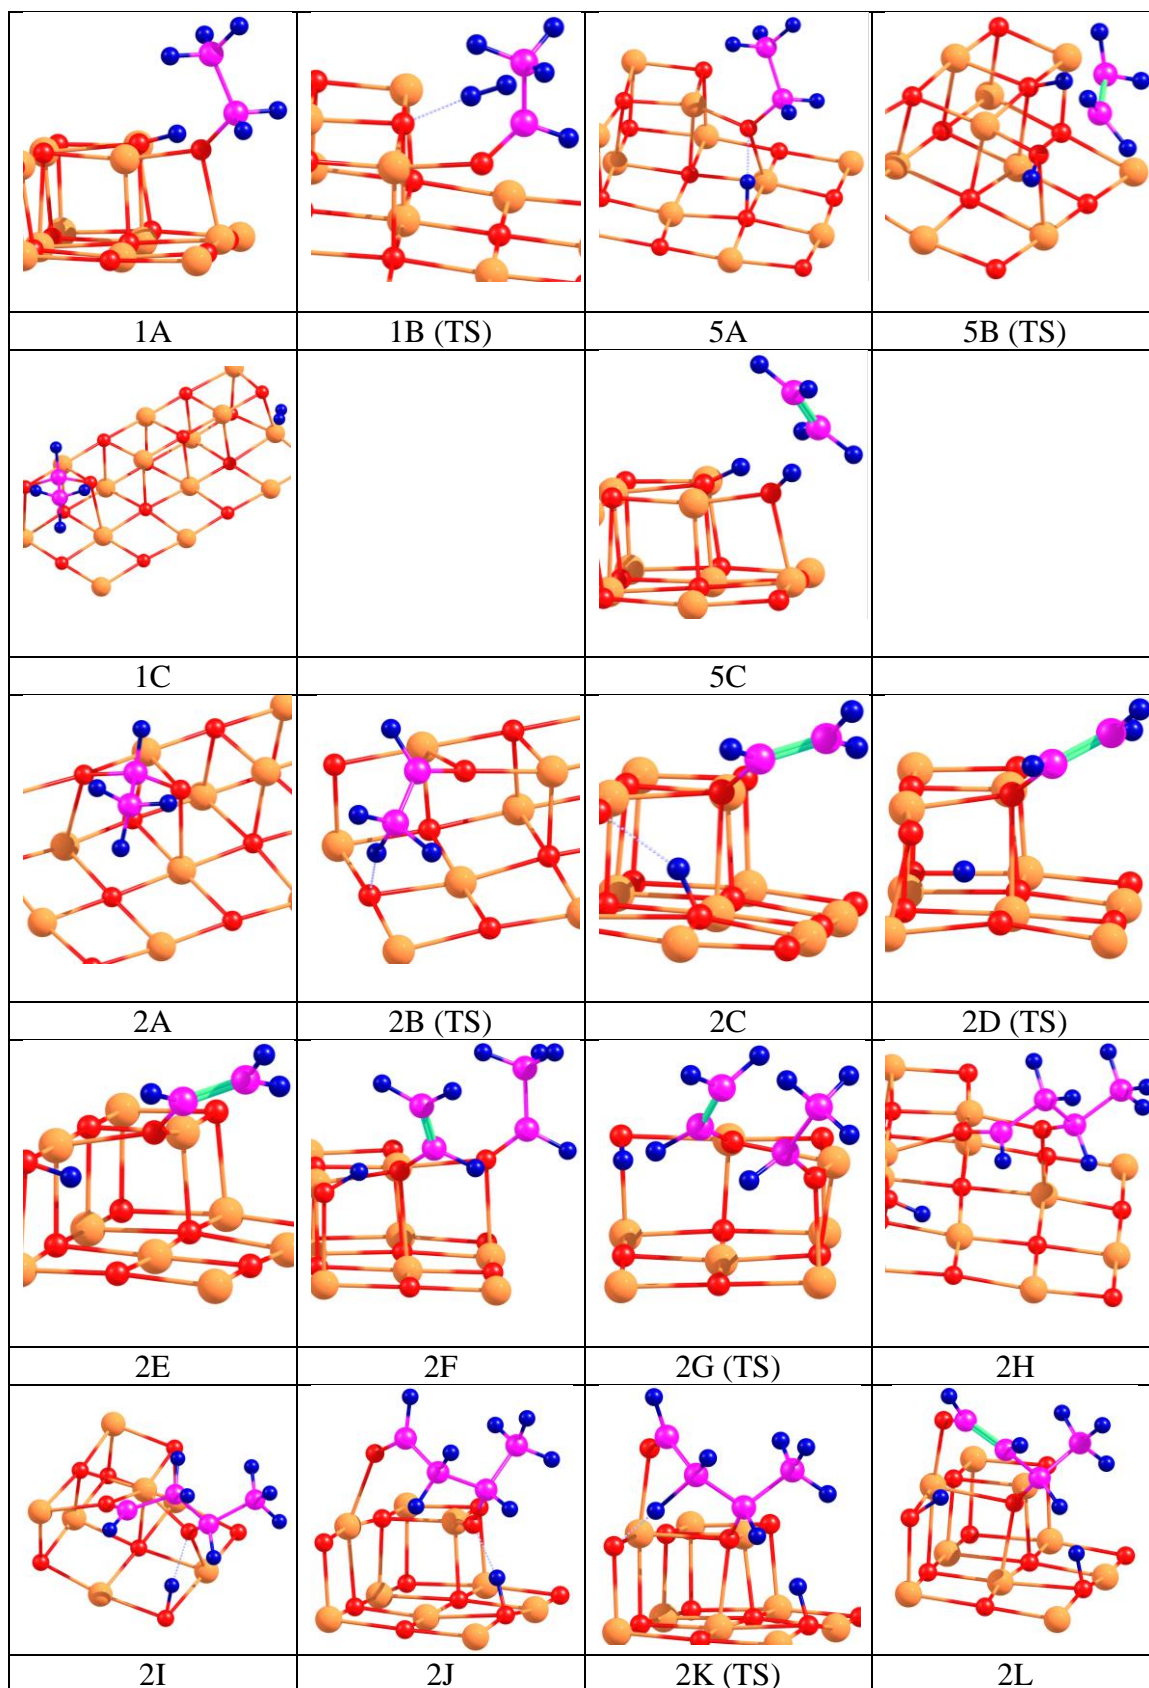 1A 1B (TS) 5A 5B (TS)
1C 5C
2A 2B (TS) 2C 2D (TS)
2E 2F 2G (TS) 2H
2I 2J 2K (TS) 2L